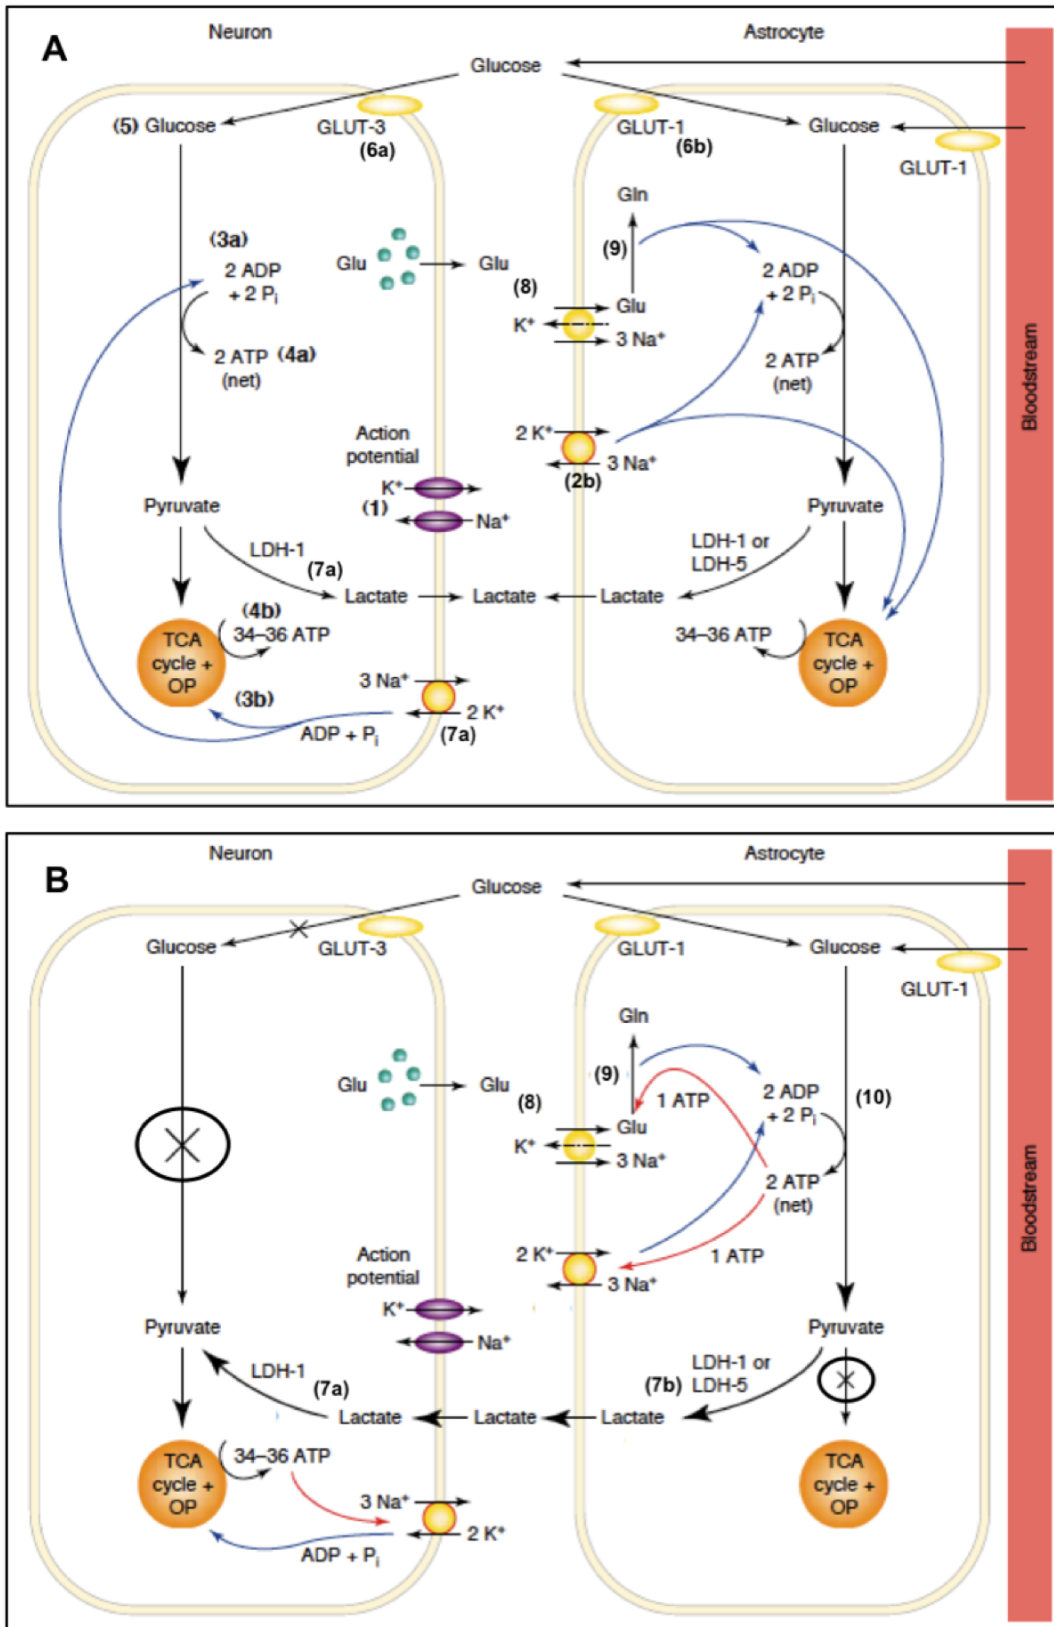 A
Neuron
Astrocyte
Glucose
(5) Glucose
GLUT-3
(6a)
GLUT-1
(6b)
Glucose
GLUT-1
Gln
(3a)
2 ADP
+ 2 Pi
2 ATP (4a)
(net)
Glu
Glu
(8)
(9)
Glu
K+
3 Na+
2 ADP
+ 2 Pi
2 ATP
(net)
Bloodstream
Action
potential
K+
(1)
Na+
2 K+
3 Na+
(2b)
Pyruvate
Pyruvate
LDH-1
(7a)
LDH-1 or
LDH-5
Lactate
Lactate
Lactate
(4b)
34–36 ATP
TCA
cycle +
OP
34–36 ATP
TCA
cycle +
OP
(3b)
3 Na+
2 K+
(7a)
ADP + Pi
B
Neuron
Astrocyte
Glucose
Glucose
GLUT-3
GLUT-1
Glucose
GLUT-1
Gln
Glu
Glu
(8)
(9)
1 ATP
Glu
K+
3 Na+
2 ADP
+ 2 Pi
(10)
2 ATP
(net)
1 ATP
Bloodstream
Action
potential
K+
Na+
2 K+
3 Na+
Pyruvate
Pyruvate
LDH-1
(7a)
(7b)
LDH-1 or
LDH-5
Lactate
Lactate
Lactate
34–36 ATP
TCA
cycle +
OP
TCA
cycle +
OP
3 Na+
2 K+
ADP + Pi